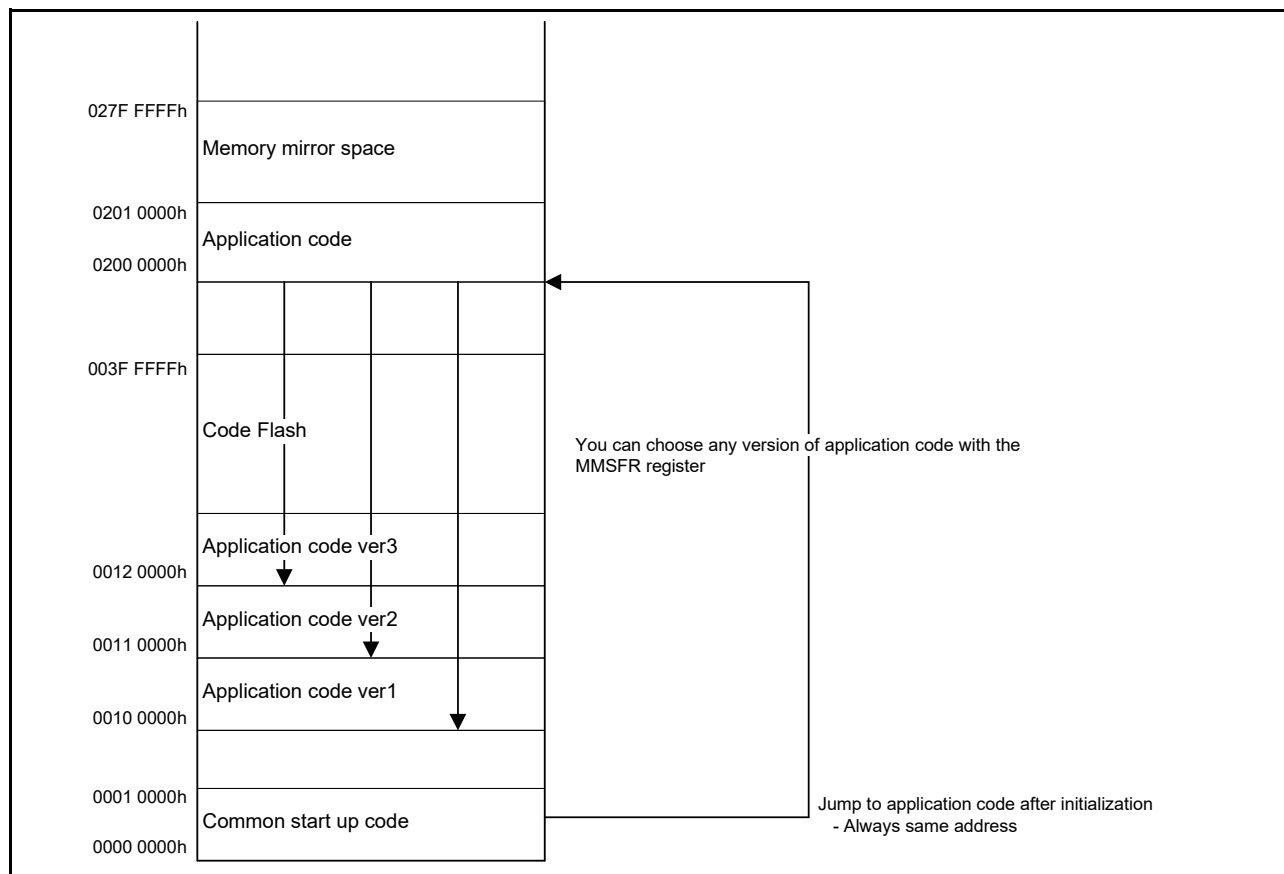 027F FFFFh
Memory mirror space
0201 0000h
Application code
0200 0000h
003F FFFFh
Code Flash
You can choose any version of application code with the
MMSFR register
Application code ver3
0012 0000h
Application code ver2
0011 0000h
Application code ver1
0010 0000h
0001 0000h
Jump to application code after initialization
- Always same address
Common start up code
0000 0000h